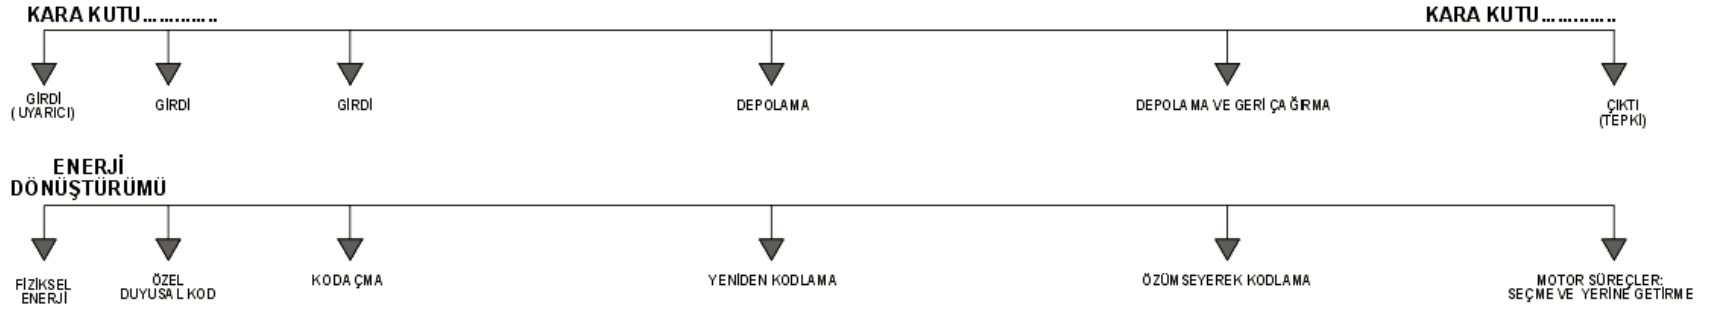 KARA KUTU............. KARA KUTU.............
GİRDİ GİRDİ GİRDİ DEPOLAMA DEPOLAMA VE GERİ ÇAĞIRMA ÇIKTI
(UYARICI) (TEPKİ)
ENERJİ
DÖNÜŞTÜRÜMÜ
FİZİKSEL ÖZEL KODAÇMA YENİDEN KODLAMA ÖZÜMSEYEREK KODLAMA MOTOR SÜREÇLER:
ENERJİ DUYUSAL KOD SEÇME VE YERİNE GETİRME